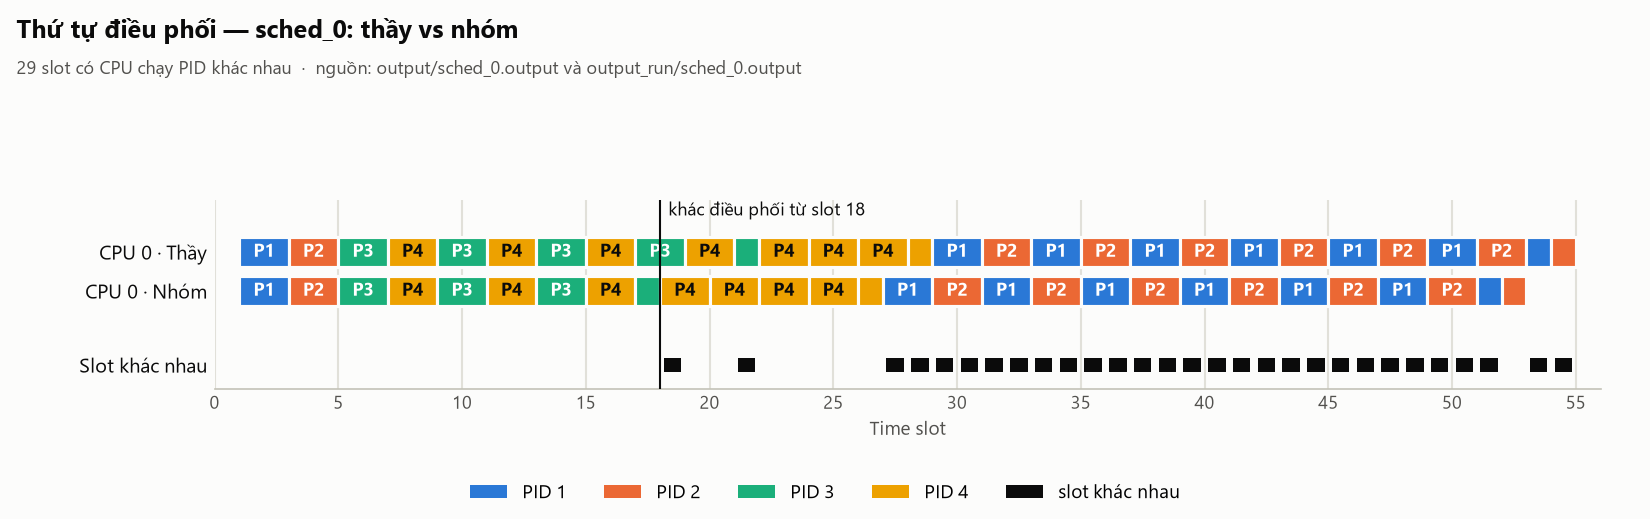 Thứ tự điều phối — sched_0: thầy vs nhóm
29 slot có CPU chạy PID khác nhau · nguồn: output/sched_0.output và output_run/sched_0.output
khác điều phối từ slot 18
CPU 0 · Thầy P1 P2 P3 P4 P3 P4 P3 P4 P3 P4 P4 P4 P4 P1 P2 P1 P2 P1 P2 P1 P2 P1 P2 P1 P2
CPU 0 · Nhóm P1 P2 P3 P4 P3 P4 P3 P4 P4 P4 P4 P4 P1 P2 P1 P2 P1 P2 P1 P2 P1 P2 P1 P2
Slot khác nhau
0 5 10 15 20 25 30 35 40 45 50 55
Time slot
PID 1 PID 2 PID 3 PID 4 slot khác nhau